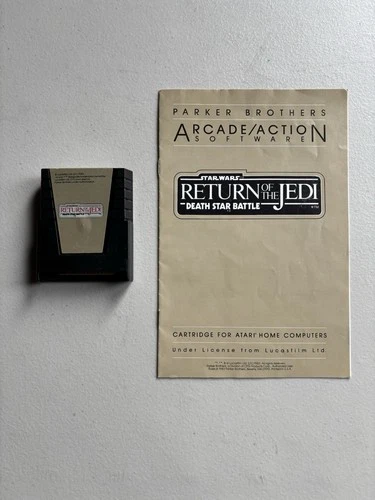 PARKER BROTHERS
ARCADE/ACTION
SOFTWARE
STAR WARS
RETURN OF THE JEDI
DEATH STAR BATTLE
CARTRIDGE FOR ATARI HOME COMPUTERS
Under License from Lucasfilm Ltd.
RETURN OF THE JEDI